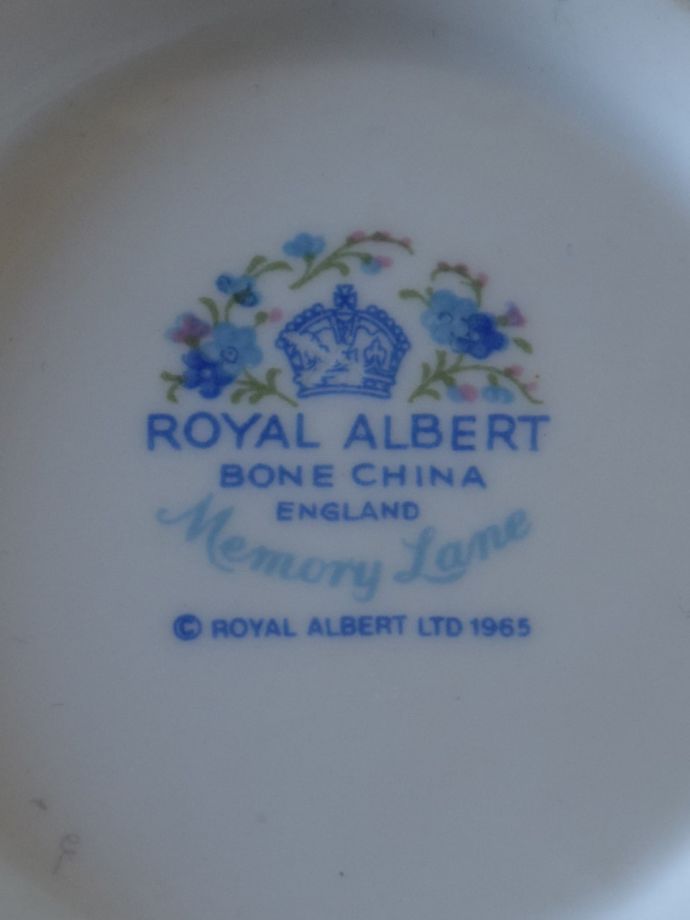 ROYAL ALBERT
BONE CHINA
ENGLAND
Memory Lane
© ROYAL ALBERT LTD 1965